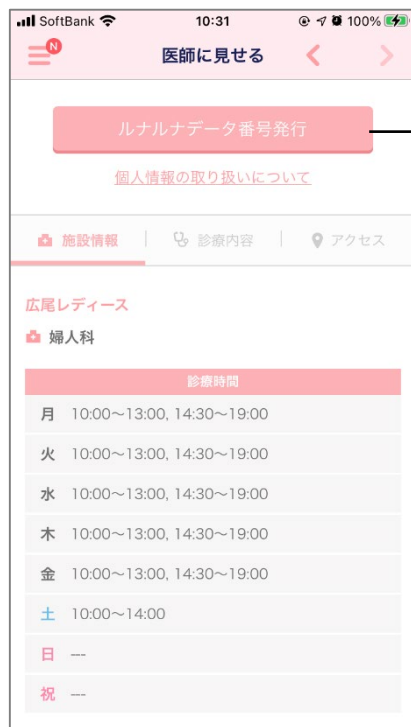 SoftBank 10:31 100%
N
医師に見せる
ルナルナデータ番号発行
個人情報の取り扱いについて
施設情報 診療内容 アクセス
広尾レディース
婦人科
診療時間
月 10:00〜13:00, 14:30〜19:00
火 10:00〜13:00, 14:30〜19:00
水 10:00〜13:00, 14:30〜19:00
木 10:00〜13:00, 14:30〜19:00
金 10:00〜13:00, 14:30〜19:00
土 10:00〜14:00
日 ---
祝 ---